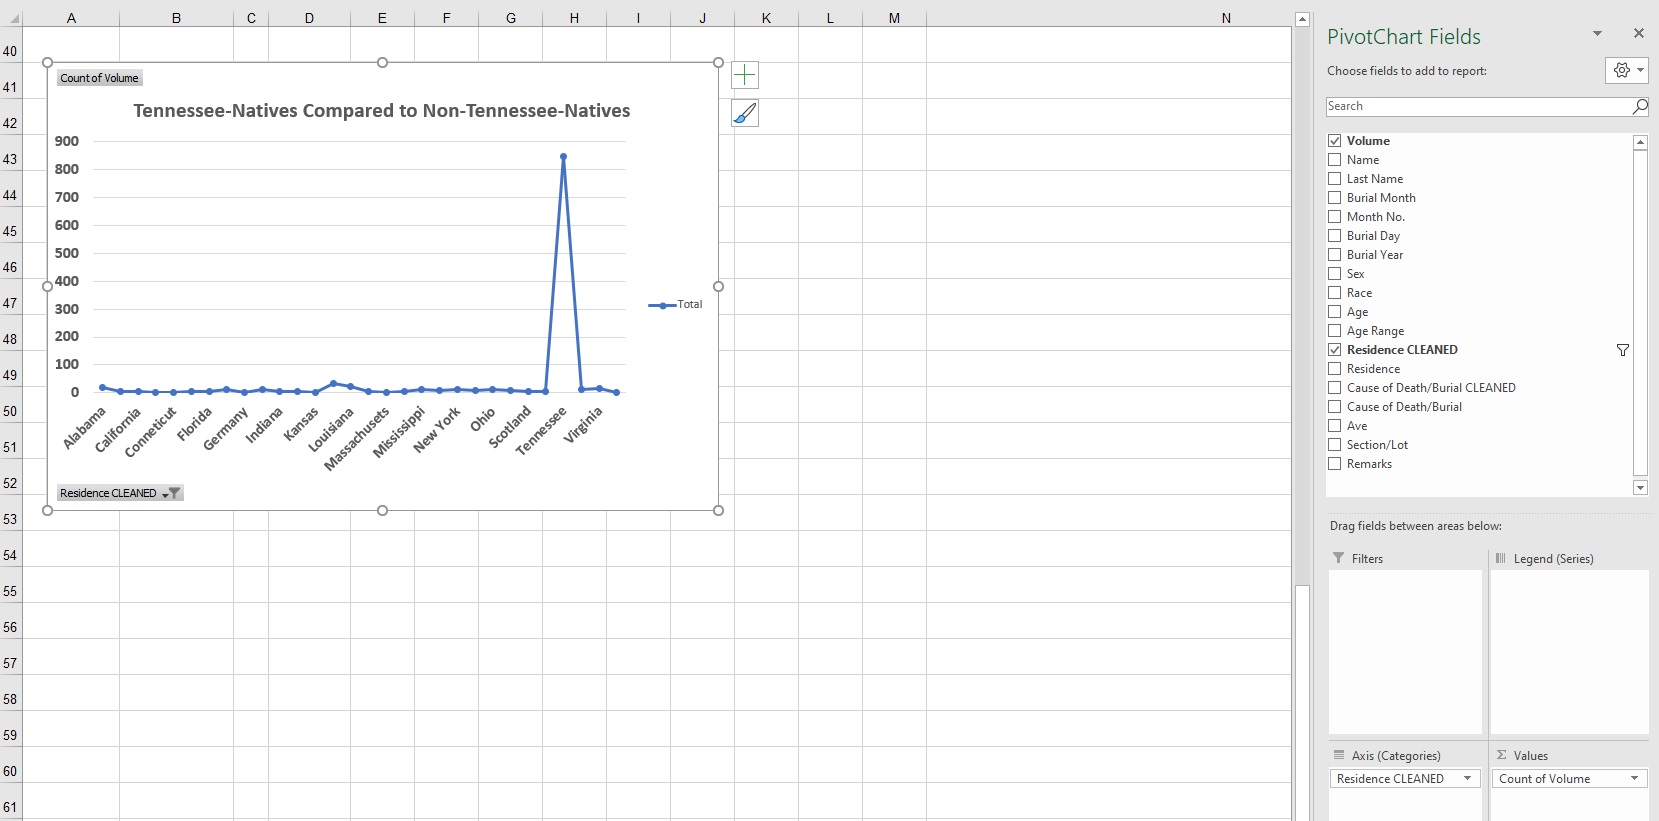 A B C D E F G H I J K L M N
40
41
42
43
44
45
46
47
48
49
50
51
52
53
54
55
56
57
58
59
60
61
Count of Volume
Tennessee-Natives Compared to Non-Tennessee-Natives
900
800
700
600
500
400
300
200
100
0
Alabama
California
Conneticut
Florida
Germany
Indiana
Kansas
Louisiana
Massachusets
Mississippi
New York
Ohio
Scotland
Tennessee
Virginia
Total
Residence CLEANED
PivotChart Fields
Choose fields to add to report:
Search
Volume
Name
Last Name
Burial Month
Month No.
Burial Day
Burial Year
Sex
Race
Age
Age Range
Residence CLEANED
Residence
Cause of Death/Burial CLEANED
Cause of Death/Burial
Ave
Section/Lot
Remarks
Drag fields between areas below:
Filters
Legend (Series)
Axis (Categories)
Residence CLEANED
Σ Values
Count of Volume